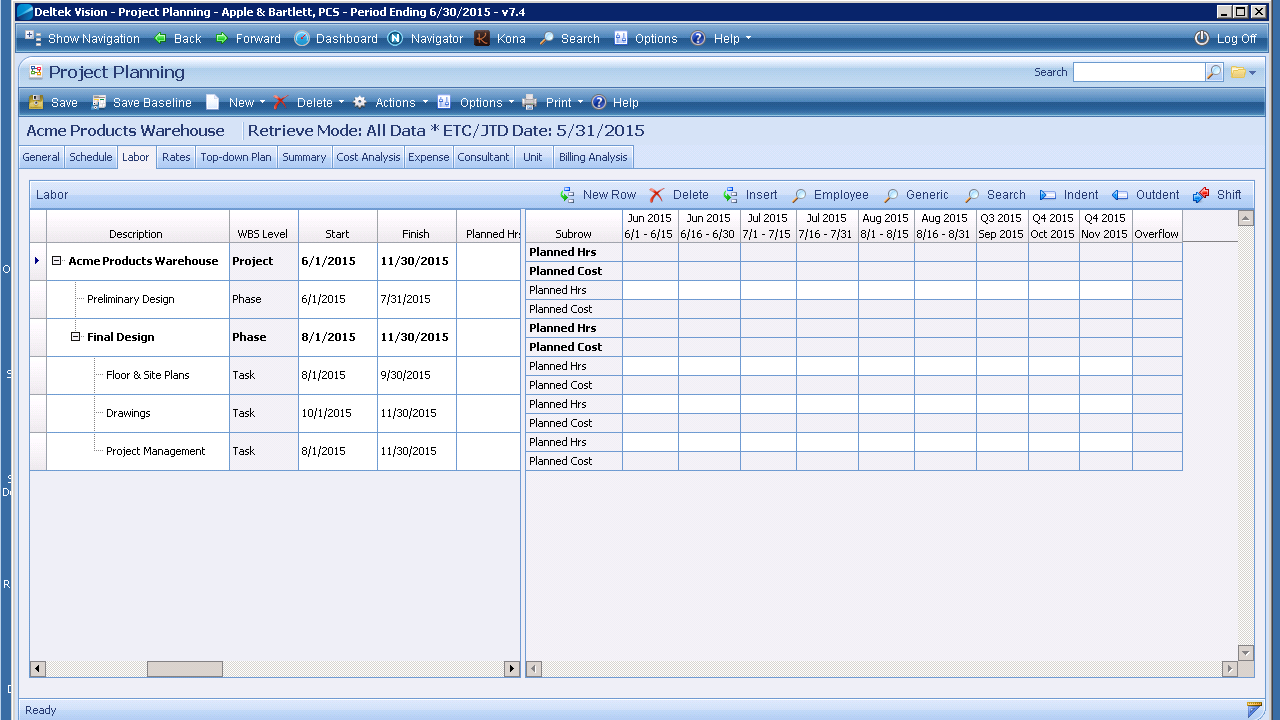 Deltek Vision - Project Planning - Apple & Bartlett, PCS - Period Ending 6/30/2015 - v7.4
Show Navigation Back Forward Dashboard Navigator Kona Search Options Help Log Off
Project Planning Search
Save Save Baseline New Delete Actions Options Print Help
Acme Products Warehouse Retrieve Mode: All Data * ETC/JTD Date: 5/31/2015
General Schedule Labor Rates Top-down Plan Summary Cost Analysis Expense Consultant Unit Billing Analysis
Labor New Row Delete Insert Employee Generic Search Indent Outdent Shift
Jun 2015 Jun 2015 Jul 2015 Jul 2015 Aug 2015 Aug 2015 Q3 2015 Q4 2015 Q4 2015
Description WBS Level Start Finish Planned Hrs Subrow 6/1 - 6/15 6/16 - 6/30 7/1 - 7/15 7/16 - 7/31 8/1 - 8/15 8/16 - 8/31 Sep 2015 Oct 2015 Nov 2015 Overflow
Acme Products Warehouse Project 6/1/2015 11/30/2015 Planned Hrs
Planned Cost
Preliminary Design Phase 6/1/2015 7/31/2015 Planned Hrs
Planned Cost
Final Design Phase 8/1/2015 11/30/2015 Planned Hrs
Planned Cost
Floor & Site Plans Task 8/1/2015 9/30/2015 Planned Hrs
Planned Cost
Drawings Task 10/1/2015 11/30/2015 Planned Hrs
Planned Cost
Project Management Task 8/1/2015 11/30/2015 Planned Hrs
Planned Cost
Ready